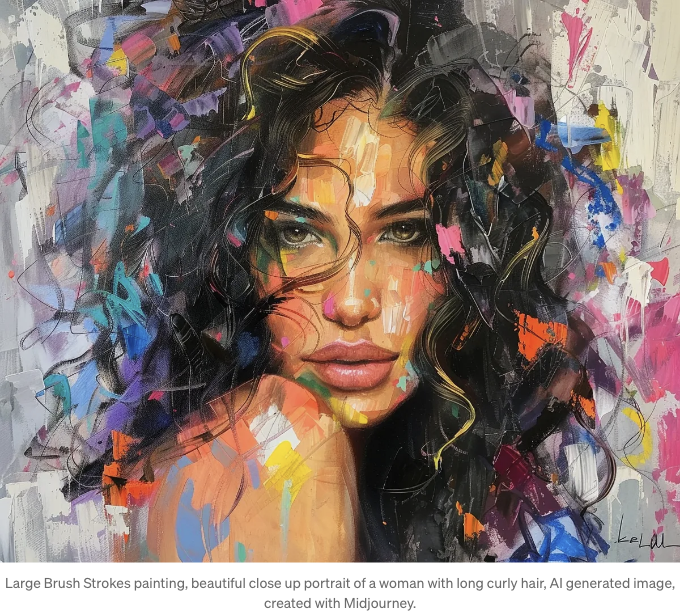 Large Brush Strokes painting, beautiful close up portrait of a woman with long curly hair, AI generated image,
created with Midjourney.